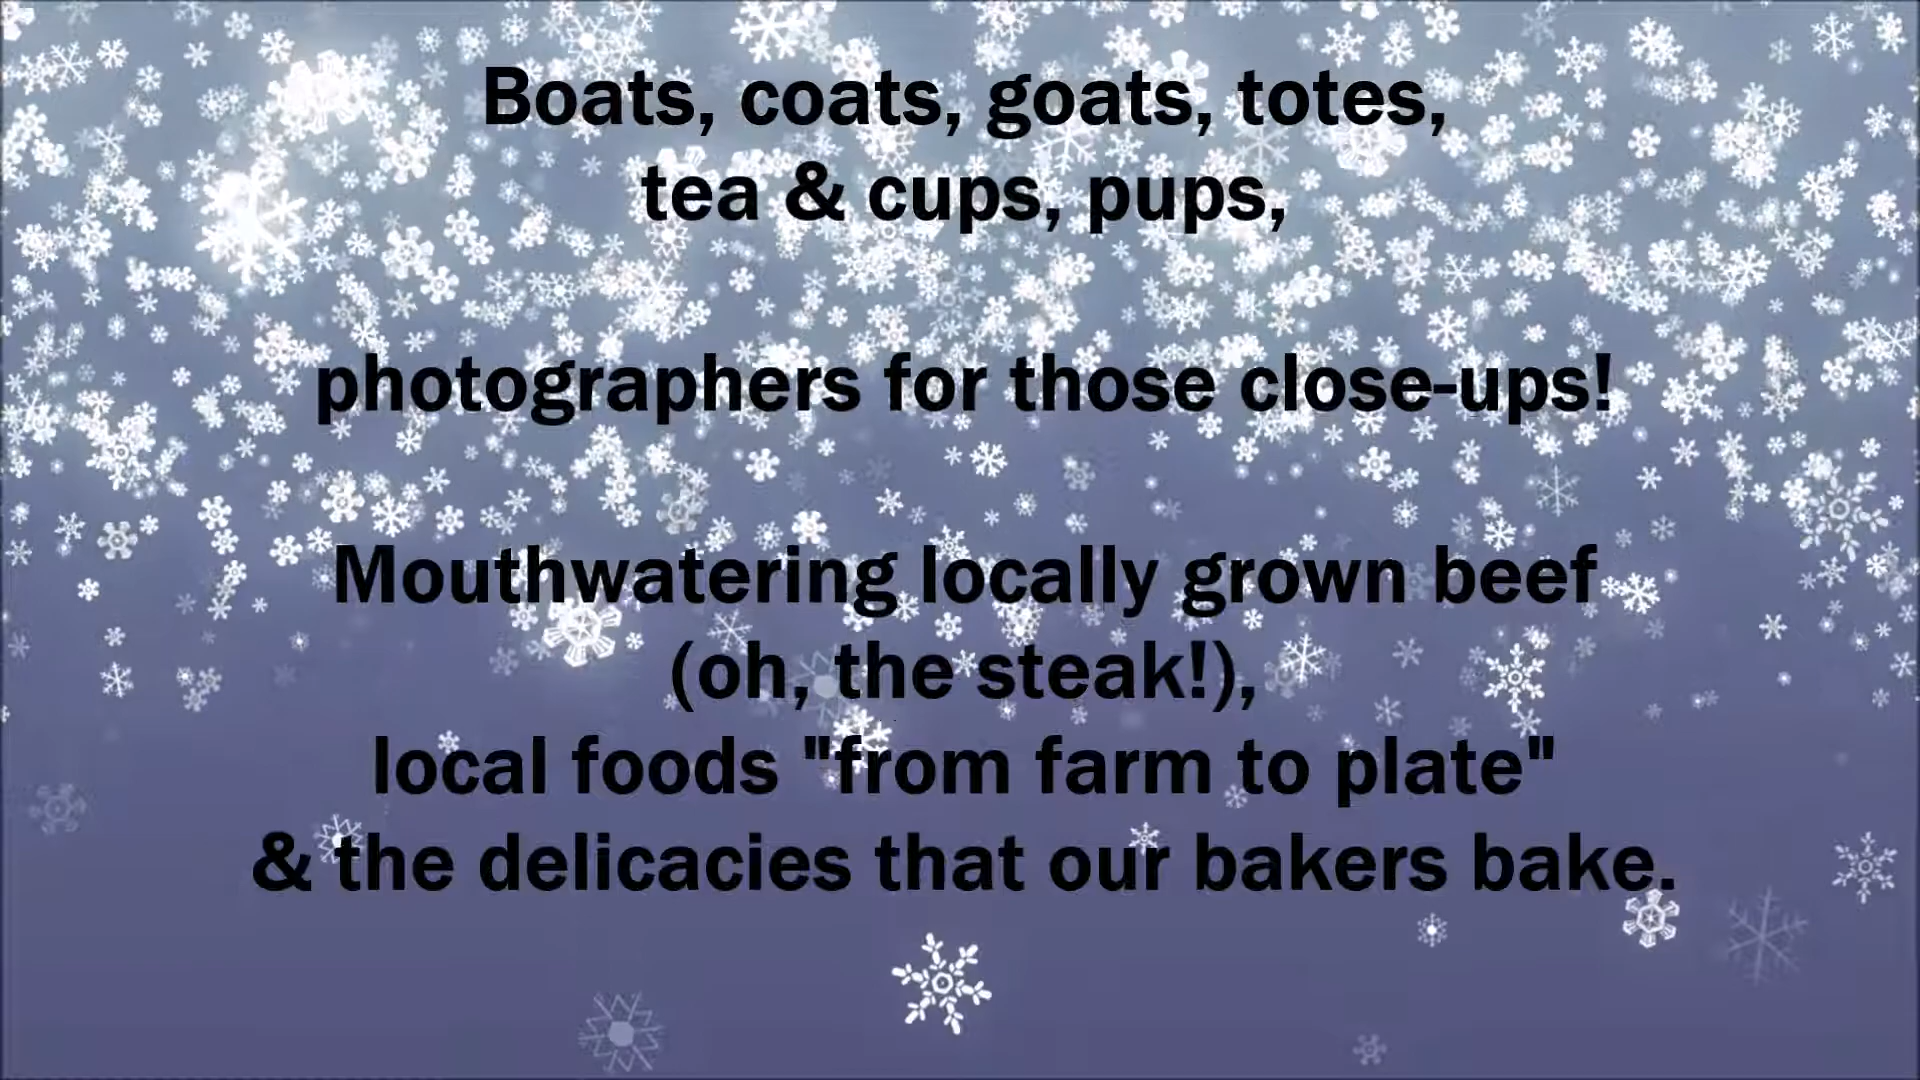 Boats, coats, goats, totes,
tea & cups, pups,
photographers for those close-ups!
Mouthwatering locally grown beef
(oh, the steak!),
local foods "from farm to plate"
& the delicacies that our bakers bake.